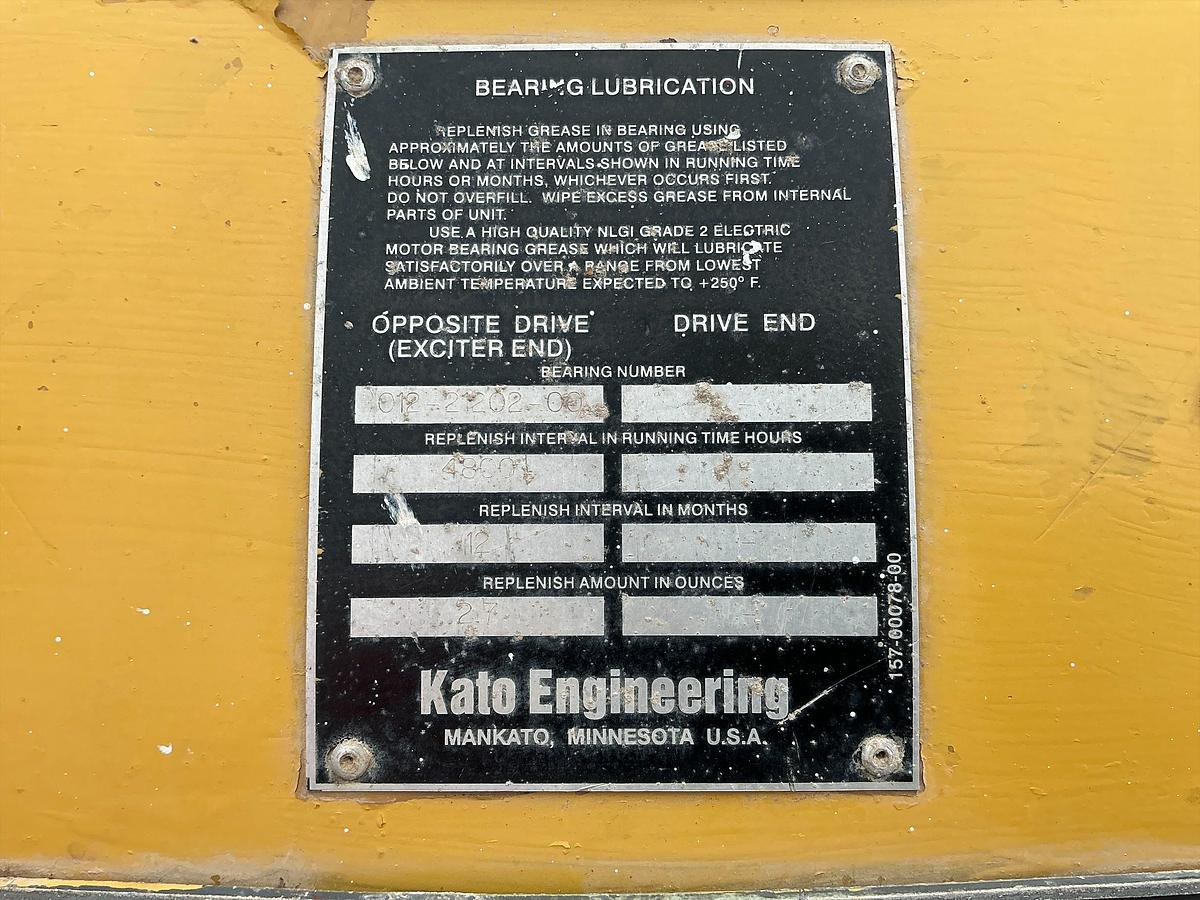 BEARING LUBRICATION
REPLENISH GREASE IN BEARING USING
APPROXIMATELY THE AMOUNTS OF GREASE LISTED
BELOW AND AT INTERVALS SHOWN IN RUNNING TIME
HOURS OR MONTHS, WHICHEVER OCCURS FIRST.
DO NOT OVERFILL. WIPE EXCESS GREASE FROM INTERNAL
PARTS OF UNIT.
USE A HIGH QUALITY NLGI GRADE 2 ELECTRIC
MOTOR BEARING GREASE WHICH WILL LUBRICATE
SATISFACTORILY OVER A RANGE FROM LOWEST
AMBIENT TEMPERATURE EXPECTED TO +250° F.
OPPOSITE DRIVE DRIVE END
(EXCITER END)
BEARING NUMBER
012-21202-00 -
REPLENISH INTERVAL IN RUNNING TIME HOURS
-
REPLENISH INTERVAL IN MONTHS
12 -
REPLENISH AMOUNT IN OUNCES
2.7 -
157-00078-00
Kato Engineering
MANKATO, MINNESOTA U.S.A.